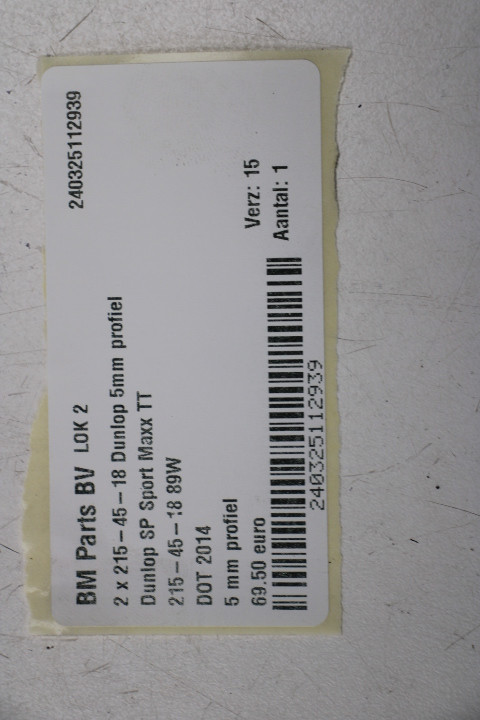 240325112939
BM Parts BV LOK 2
2 x 215-45-18 Dunlop 5mm profiel
Dunlop SP Sport Maxx TT
215-45-18 89W
DOT 2014
5 mm profiel
Verz: 15
69.50 euro
Aantal: 1
240325112939